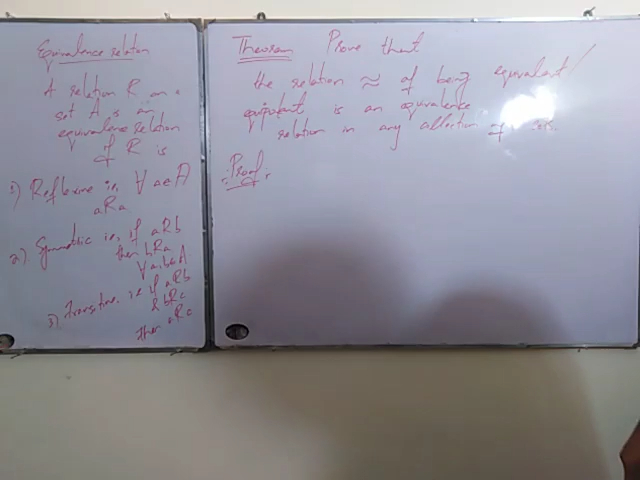 Equivalence relation
A relation R on a
set A is an
equivalence relation
if R is
1) Reflexive i.e. ∀ a∈A
aRa
2) Symmetric i.e. if aRb
then bRa
∀ a,b∈A
3) Transitive i.e. if aRb
& bRc
then aRc
Theorem Prove that
the relation ≈ of being equivalent/
equipotent is an equivalence
relation in any collection of sets.
:Proof: